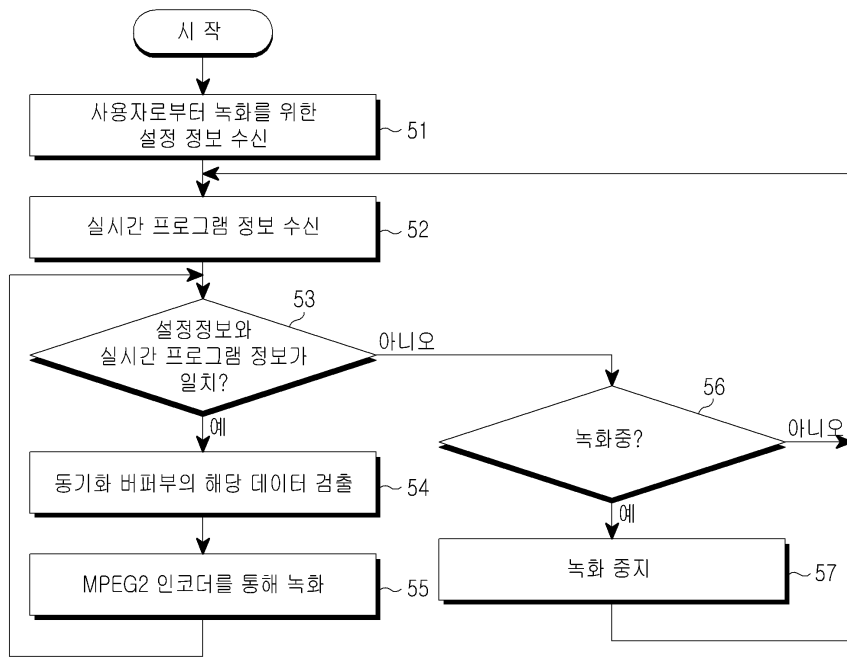 시 작
사용자로부터 녹화를 위한
설정 정보 수신
51
실시간 프로그램 정보 수신
52
53
설정정보와
실시간 프로그램 정보가
일치?
아니오
예
56
녹화중?
아니오
예
동기화 버퍼부의 해당 데이터 검출
54
MPEG2 인코더를 통해 녹화
55
녹화 중지
57